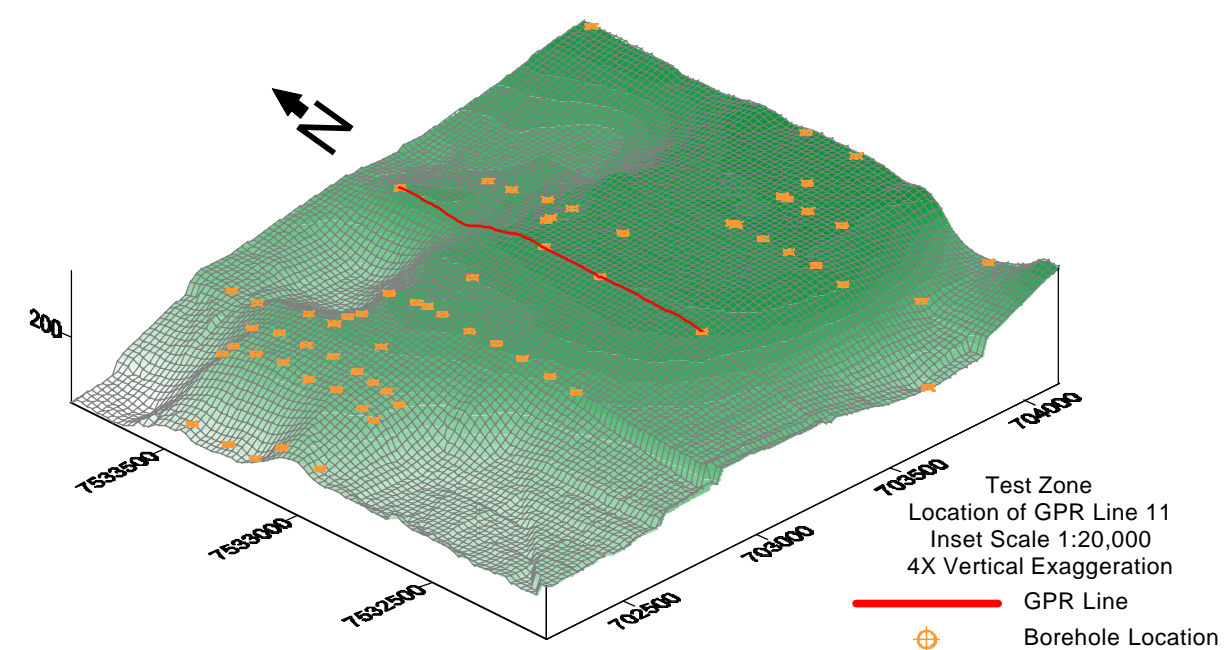 N
200
7533500
7533000
7532500
702500
703000
703500
704000
Test Zone
Location of GPR Line 11
Inset Scale 1:20,000
4X Vertical Exaggeration
GPR Line
Borehole Location